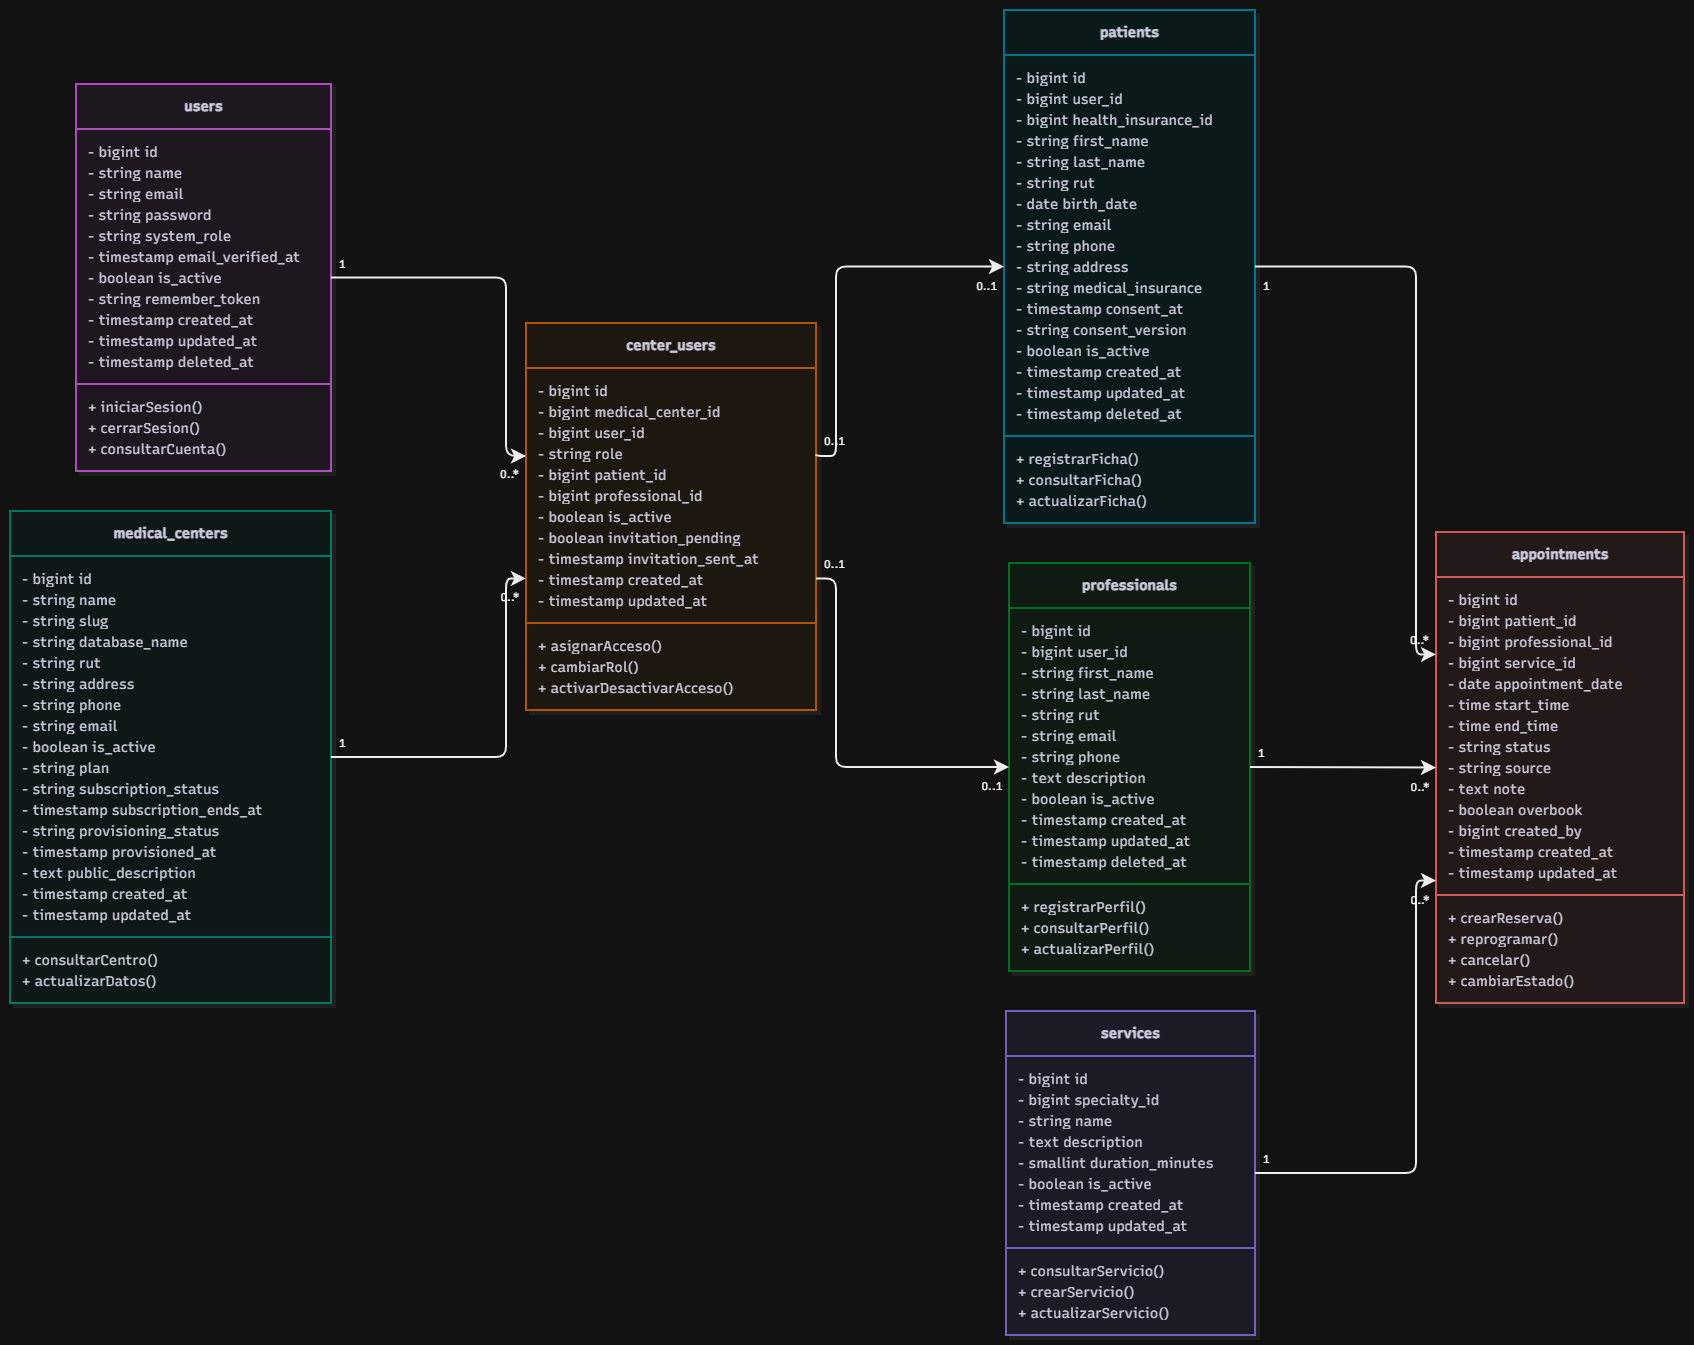 users
- bigint id
- string name
- string email
- string password
- string system_role
- timestamp email_verified_at
- boolean is_active
- string remember_token
- timestamp created_at
- timestamp updated_at
- timestamp deleted_at
+ iniciarSesion()
+ cerrarSesion()
+ consultarCuenta()
1
0..*
medical_centers
- bigint id
- string name
- string slug
- string database_name
- string rut
- string address
- string phone
- string email
- boolean is_active
- string plan
- string subscription_status
- timestamp subscription_ends_at
- string provisioning_status
- timestamp provisioned_at
- text public_description
- timestamp created_at
- timestamp updated_at
+ consultarCentro()
+ actualizarDatos()
1
0..*
center_users
- bigint id
- bigint medical_center_id
- bigint user_id
- string role
- bigint patient_id
- bigint professional_id
- boolean is_active
- boolean invitation_pending
- timestamp invitation_sent_at
- timestamp created_at
- timestamp updated_at
+ asignarAcceso()
+ cambiarRol()
+ activarDesactivarAcceso()
0..1
0..1
0..1
0..1
patients
- bigint id
- bigint user_id
- bigint health_insurance_id
- string first_name
- string last_name
- string rut
- date birth_date
- string email
- string phone
- string address
- string medical_insurance
- timestamp consent_at
- string consent_version
- boolean is_active
- timestamp created_at
- timestamp updated_at
- timestamp deleted_at
+ registrarFicha()
+ consultarFicha()
+ actualizarFicha()
1
0..*
professionals
- bigint id
- bigint user_id
- string first_name
- string last_name
- string rut
- string email
- string phone
- text description
- boolean is_active
- timestamp created_at
- timestamp updated_at
- timestamp deleted_at
+ registrarPerfil()
+ consultarPerfil()
+ actualizarPerfil()
1
0..*
services
- bigint id
- bigint specialty_id
- string name
- text description
- smallint duration_minutes
- boolean is_active
- timestamp created_at
- timestamp updated_at
+ consultarServicio()
+ crearServicio()
+ actualizarServicio()
1
0..*
appointments
- bigint id
- bigint patient_id
- bigint professional_id
- bigint service_id
- date appointment_date
- time start_time
- time end_time
- string status
- string source
- text note
- boolean overbook
- bigint created_by
- timestamp created_at
- timestamp updated_at
+ crearReserva()
+ reprogramar()
+ cancelar()
+ cambiarEstado()